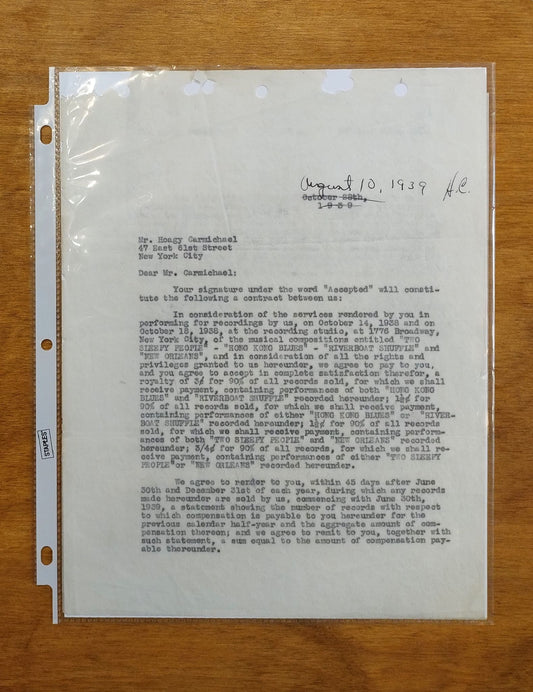 August 10, 1939 H.C.
October 28th,
1939
Mr. Hoagy Carmichael
47 East 61st Street
New York City
Dear Mr. Carmichael:
Your signature under the word "Accepted" will consti-
tute the following a contract between us:
In consideration of the services rendered by you in
performing for recordings by us, on October 14, 1938 and on
October 18, 1938, at the recording studio, at 1776 Broadway,
New York City, of the musical compositions entitled "TWO
SLEEPY PEOPLE" - "HONG KONG BLUES" - "RIVERBOAT SHUFFLE" and
"NEW ORLEANS", and in consideration of all the rights and
privileges granted to us hereunder, we agree to pay to you,
and you agree to accept in complete satisfaction therefor, a
royalty of 3¢ for 90% of all records sold, for which we shall
receive payment, containing performances of both "HONG KONG
BLUES" and "RIVERBOAT SHUFFLE" recorded hereunder; 1½¢ for
90% of all records sold, for which we shall receive payment,
containing performances of either "HONG KONG BLUES" or "RIVER-
BOAT SHUFFLE" recorded hereunder; 1½¢ for 90% of all records
sold, for which we shall receive payment, containing perform-
ances of both "TWO SLEEPY PEOPLE" and "NEW ORLEANS" recorded
hereunder; 3/4¢ for 90% of all records, for which we shall re-
ceive payment, containing performances of either "TWO SLEEPY
PEOPLE" or "NEW ORLEANS" recorded hereunder.
We agree to render to you, within 45 days after June
30th and December 31st of each year, during which any records
made hereunder are sold by us, commencing with June 30th,
1939, a statement showing the number of records with respect
to which compensation is payable to you hereunder for the
previous calendar half-year and the aggregate amount of com-
pensation thereon; and we agree to remit to you, together with
such statement, a sum equal to the amount of compensation pay-
able thereunder.
STAPLES